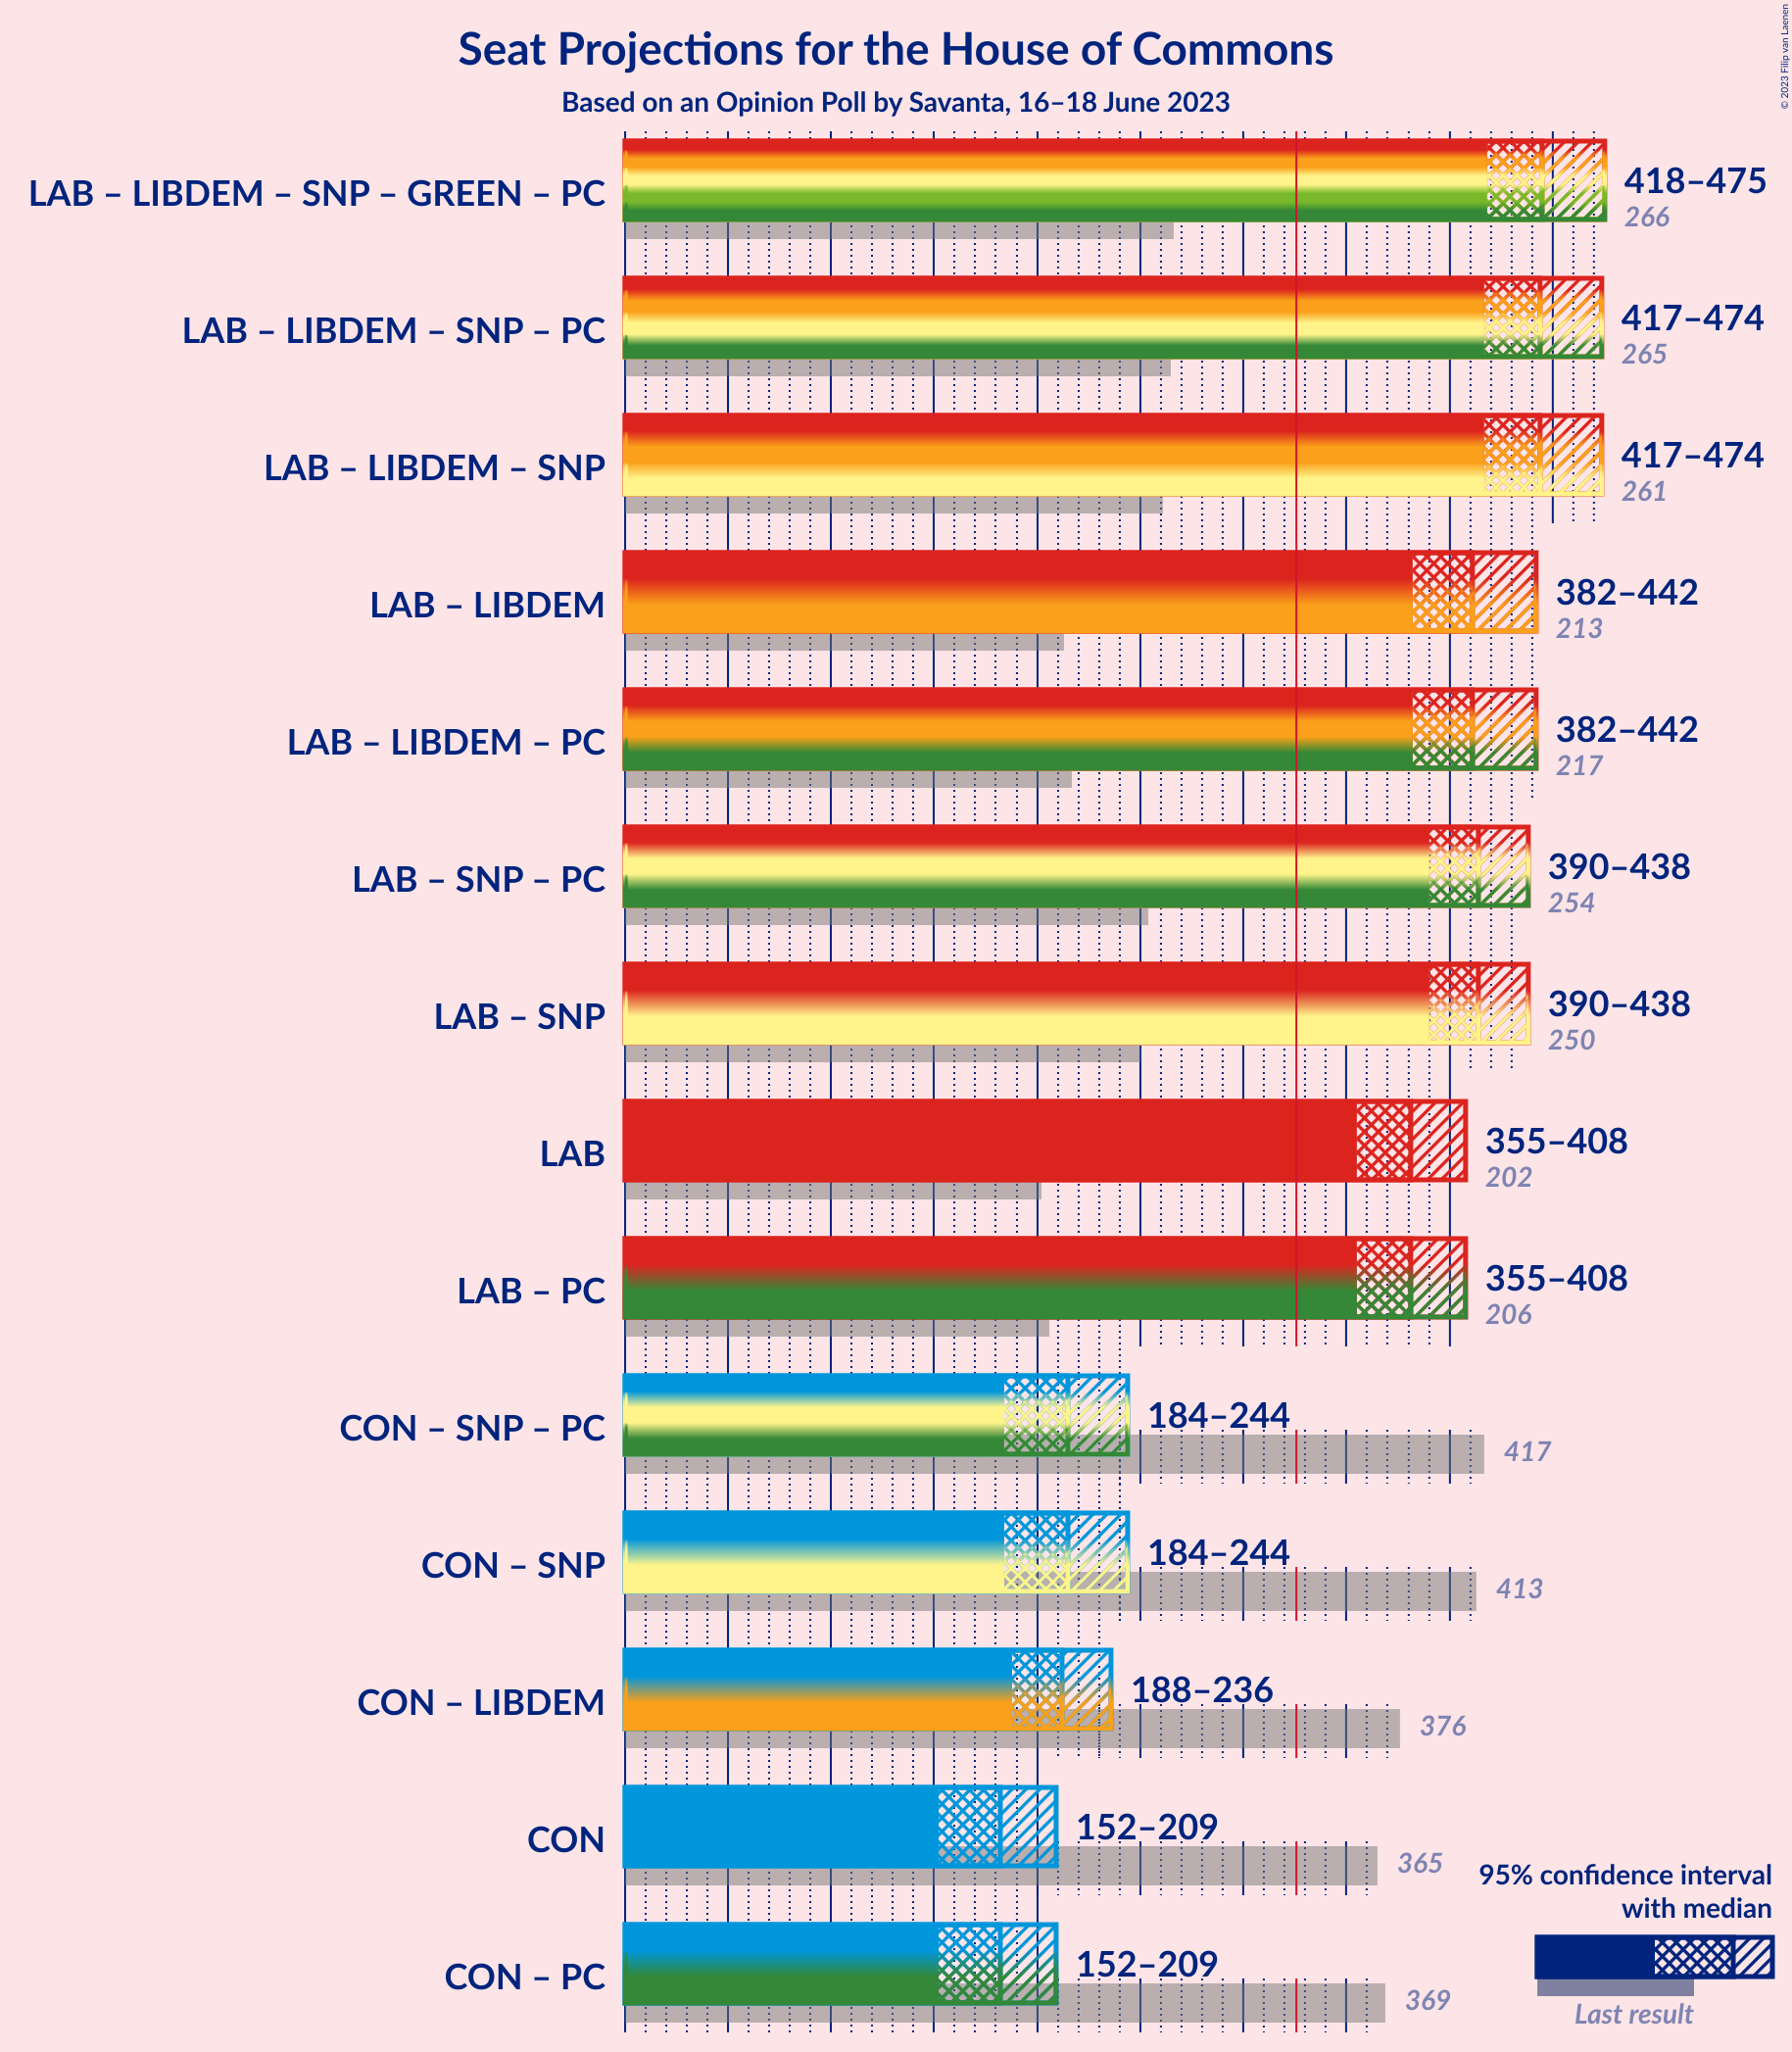 © 2023 Filip van Laenen
Seat Projections for the House of Commons
Based on an Opinion Poll by Savanta, 16–18 June 2023
LAB – LIBDEM – SNP – GREEN – PC
418–475
266
LAB – LIBDEM – SNP – PC
417–474
265
LAB – LIBDEM – SNP
417–474
261
LAB – LIBDEM
382–442
213
LAB – LIBDEM – PC
382–442
217
LAB – SNP – PC
390–438
254
LAB – SNP
390–438
250
LAB
355–408
202
LAB – PC
355–408
206
CON – SNP – PC
184–244
417
CON – SNP
184–244
413
CON – LIBDEM
188–236
376
CON
152–209
365
CON – PC
152–209
369
95% confidence interval
with median
Last result